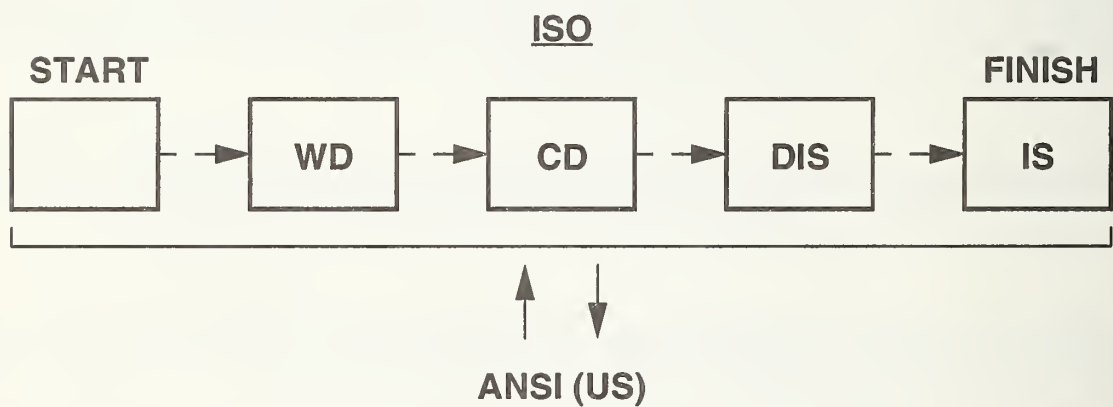 ISO
START FINISH
WD CD DIS IS
ANSI (US)